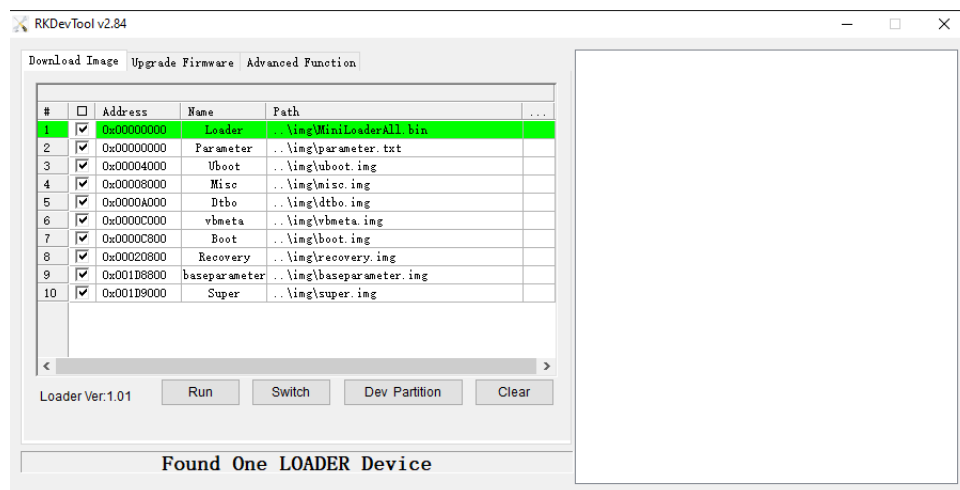 RKDevTool v2.84
Download Image Upgrade Firmware Advanced Function
# Address Name Path ...
1 0x00000000 Loader ..\img\MiniLoaderAll.bin
2 0x00000000 Parameter ..\img\parameter.txt
3 0x00004000 Uboot ..\img\uboot.img
4 0x00008000 Misc ..\img\misc.img
5 0x0000A000 Dtbo ..\img\dtbo.img
6 0x0000C000 vbmeta ..\img\vbmeta.img
7 0x0000C800 Boot ..\img\boot.img
8 0x00020800 Recovery ..\img\recovery.img
9 0x001D8800 baseparameter ..\img\baseparameter.img
10 0x001D9000 Super ..\img\super.img
Loader Ver:1.01 Run Switch Dev Partition Clear
Found One LOADER Device